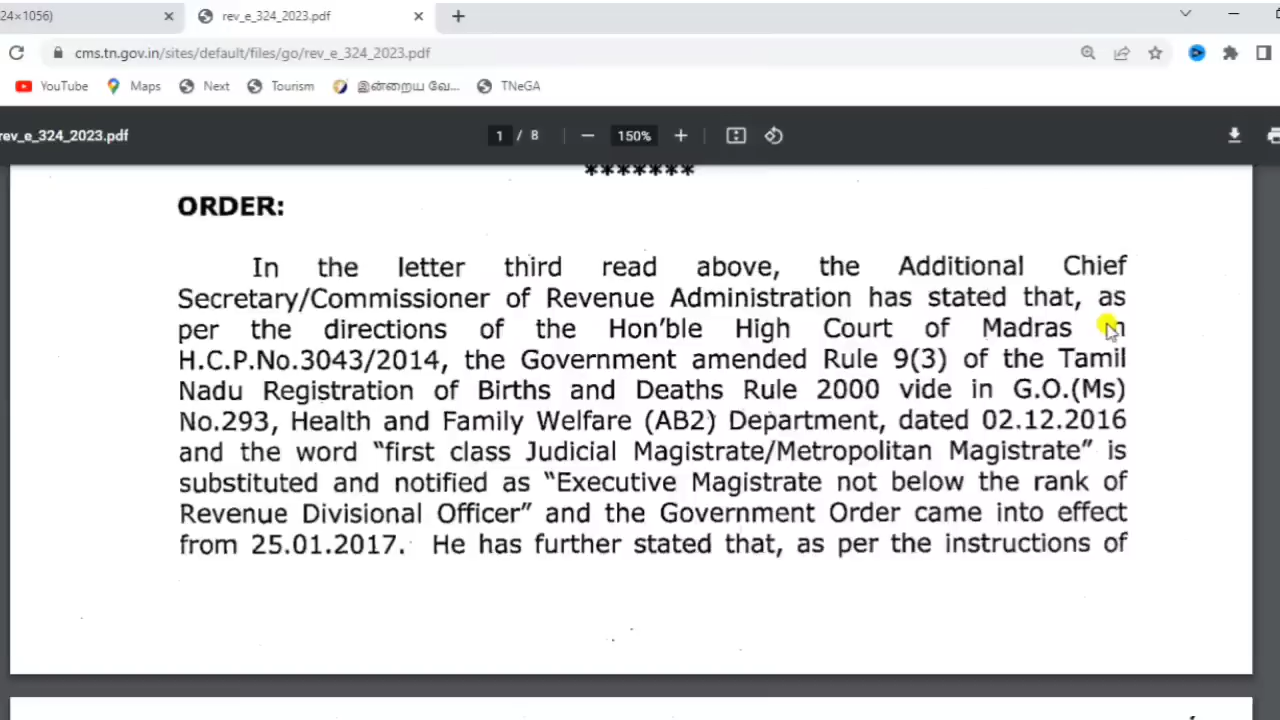 24×1056)
rev_e_324_2023.pdf
cms.tn.gov.in/sites/default/files/go/rev_e_324_2023.pdf
YouTube Maps Next Tourism இன்றைய வே... TNeGA
rev_e_324_2023.pdf 1 / 8 150%
*******
ORDER:
In the letter third read above, the Additional Chief
Secretary/Commissioner of Revenue Administration has stated that, as
per the directions of the Hon'ble High Court of Madras in
H.C.P.No.3043/2014, the Government amended Rule 9(3) of the Tamil
Nadu Registration of Births and Deaths Rule 2000 vide in G.O.(Ms)
No.293, Health and Family Welfare (AB2) Department, dated 02.12.2016
and the word "first class Judicial Magistrate/Metropolitan Magistrate" is
substituted and notified as "Executive Magistrate not below the rank of
Revenue Divisional Officer" and the Government Order came into effect
from 25.01.2017. He has further stated that, as per the instructions of